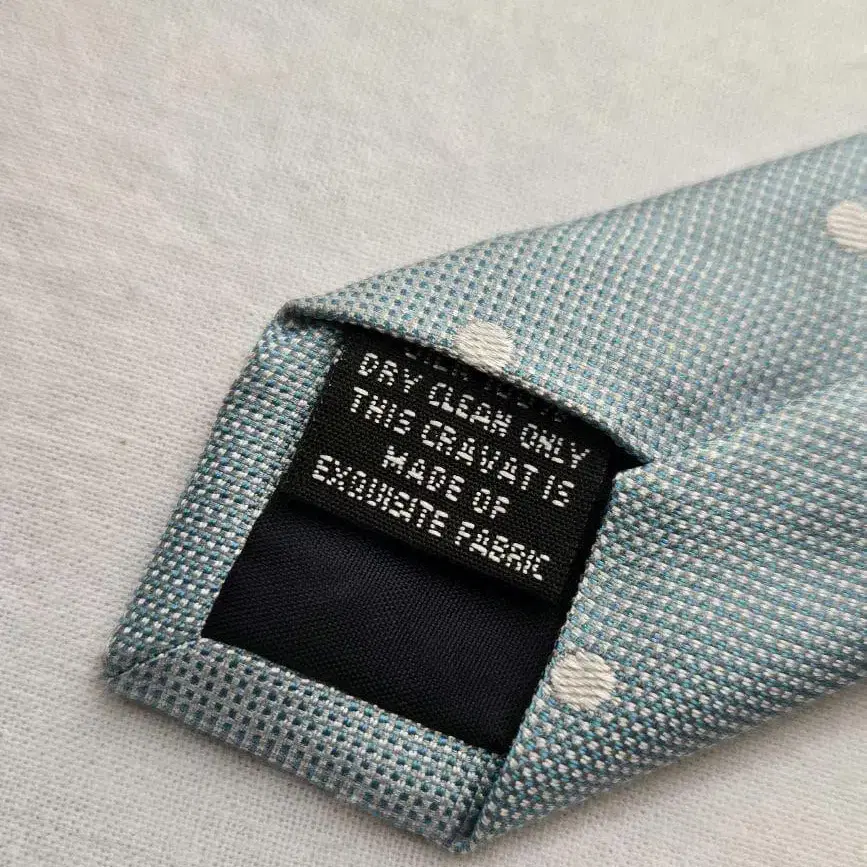 DRY CLEAN ONLY
THIS CRAVAT IS
MADE OF
EXQUISITE FABRIC